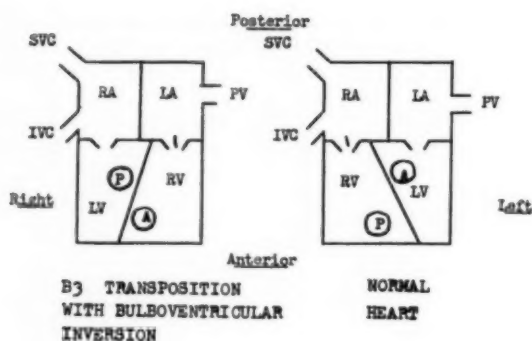 Posterior
SVC SVC
RA LA PV RA LA
IVC IVC
P RV RV A
LV LV
Right A P Left
Anterior
B3 TRANSPOSITION NORMAL
WITH BULBOVENTRICULAR HEART
INVERSION